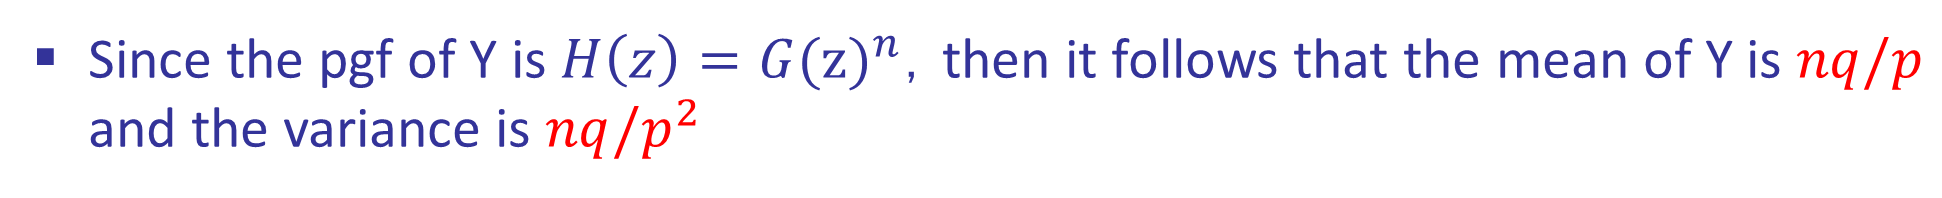 ▪ Since the pgf of Y is H(z) = G(z)ⁿ, then it follows that the mean of Y is nq/p
and the variance is nq/p²